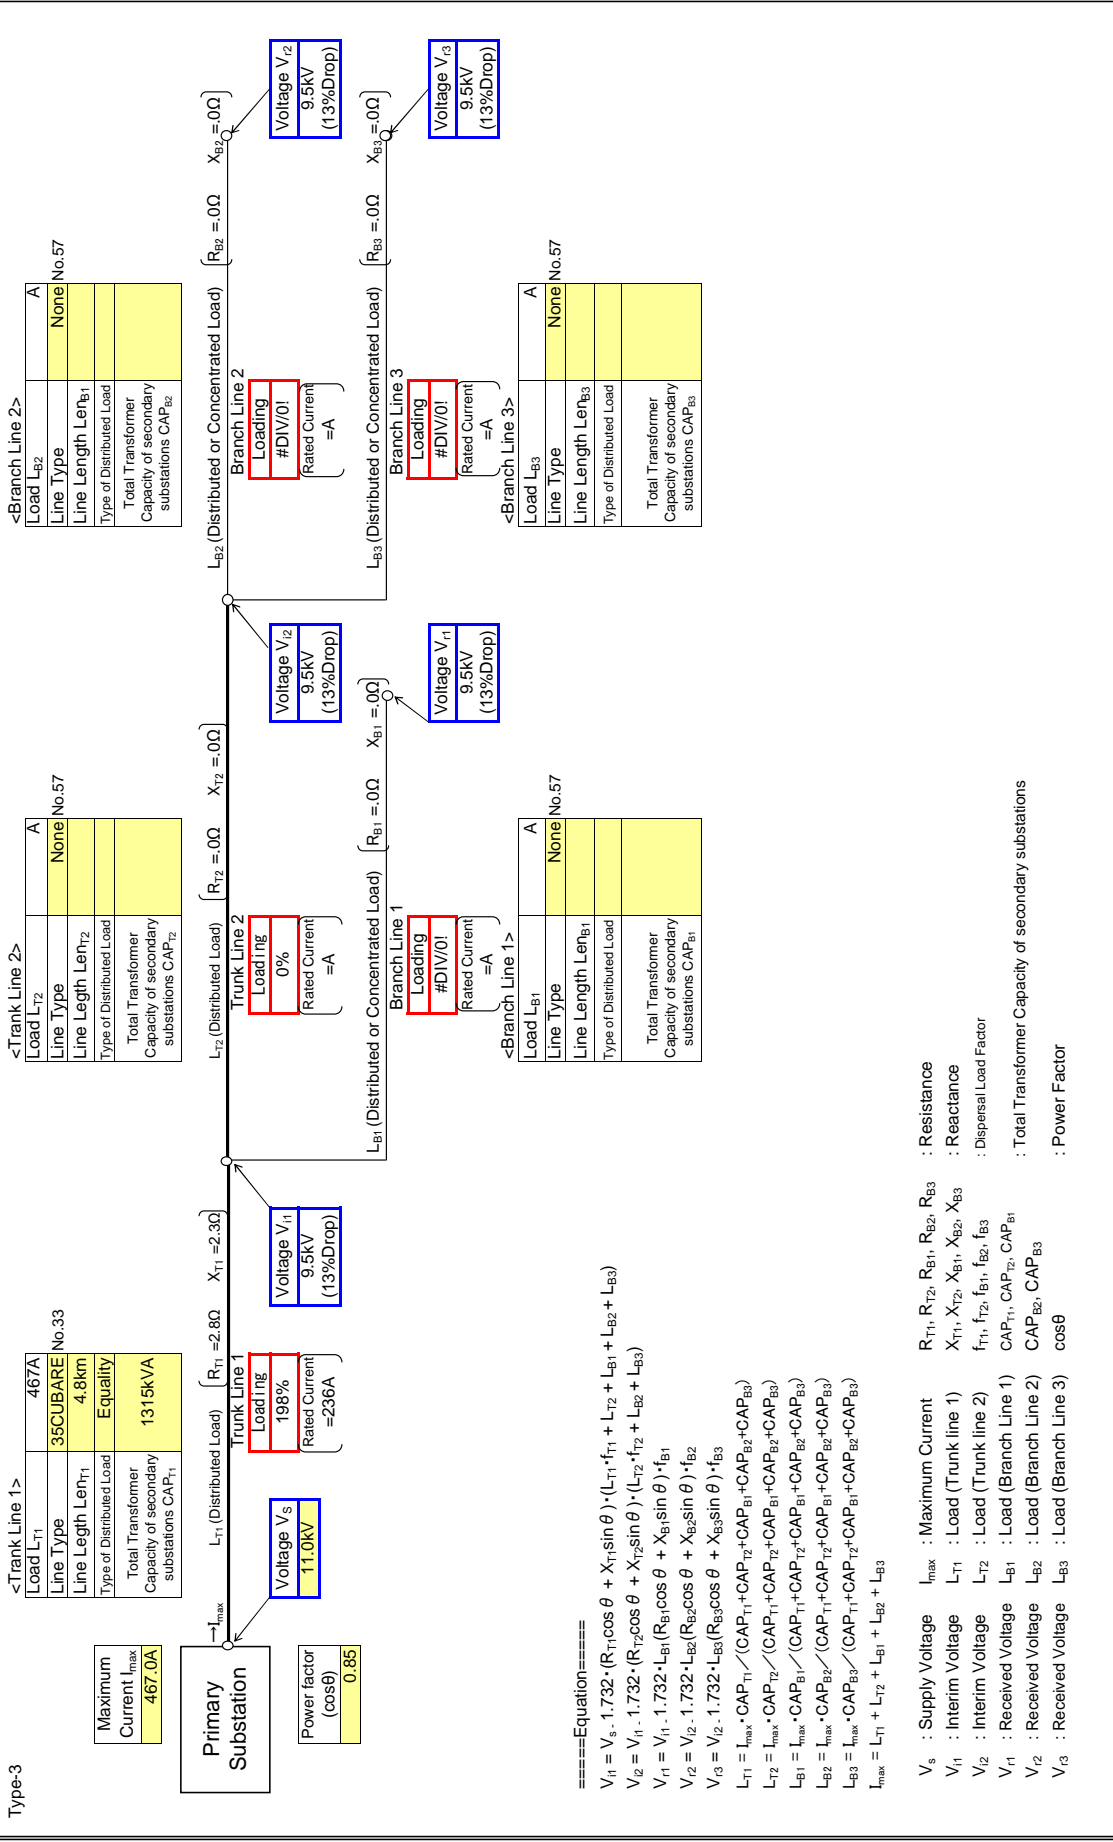 Type-3
Maximum
Current Imax
467.0A
Primary
Substation
Power factor
(cosθ)
0.85
→Imax
<Trank Line 1>
Load LT1 467A
Line Type 35CUBARE No.33
Line Length LenT1 4.8km
Type of Distributed Load Equality
Total Transformer
Capacity of secondary
substations CAPT1
1315kVA
LT1 (Distributed Load)
RT1 =2.8Ω XT1 =2.3Ω
Trunk Line 1
Loading
198%
Rated Current
=236A
Voltage VS
11.0kV
Voltage Vi1
9.5kV
(13%Drop)
<Trank Line 2>
Load LT2 A
Line Type None No.57
Line Legth LenT2
Type of Distributed Load
Total Transformer
Capacity of secondary
substations CAPT2
LT2 (Distributed Load)
RT2 =.0Ω XT2 =.0Ω
Trunk Line 2
Loading
0%
Rated Current
=A
Voltage Vi2
9.5kV
(13%Drop)
LB1 (Distributed or Concentrated Load)
RB1 =.0Ω XB1 =.0Ω
Branch Line 1
Loading
#DIV/0!
Rated Current
=A
Voltage Vr1
9.5kV
(13%Drop)
<Branch Line 1>
Load LB1 A
Line Type None No.57
Line Length LenB1
Type of Distributed Load
Total Transformer
Capacity of secondary
substations CAPB1
<Branch Line 2>
Load LB2 A
Line Type None No.57
Line Length LenB1
Type of Distributed Load
Total Transformer
Capacity of secondary
substations CAPB2
LB2 (Distributed or Concentrated Load)
RB2 =.0Ω XB2 =.0Ω
Branch Line 2
Loading
#DIV/0!
Rated Current
=A
Voltage Vr2
9.5kV
(13%Drop)
LB3 (Distributed or Concentrated Load)
RB3 =.0Ω XB3 =.0Ω
Branch Line 3
Loading
#DIV/0!
Rated Current
=A
Voltage Vr3
9.5kV
(13%Drop)
<Branch Line 3>
Load LB3 A
Line Type None No.57
Line Length LenB3
Type of Distributed Load
Total Transformer
Capacity of secondary
substations CAPB3
=====Equation=====
Vi1 = Vs - 1.732・(RT1cosθ + XT1sinθ)・(LT1・fT1 + LT2 + LB1 + LB2 + LB3)
Vi2 = Vi1 - 1.732・(RT2cosθ + XT2sinθ)・(LT2・fT2 + LB2 + LB3)
Vr1 = Vi1 - 1.732・LB1(RB1cosθ + XB1sinθ)・fB1
Vr2 = Vi2 - 1.732・LB2(RB2cosθ + XB2sinθ)・fB2
Vr3 = Vi2 - 1.732・LB3(RB3cosθ + XB3sinθ)・fB3
LT1 = Imax・CAPT1／(CAPT1+CAPT2+CAPB1+CAPB2+CAPB3)
LT2 = Imax・CAPT2／(CAPT1+CAPT2+CAPB1+CAPB2+CAPB3)
LB1 = Imax・CAPB1／(CAPT1+CAPT2+CAPB1+CAPB2+CAPB3)
LB2 = Imax・CAPB2／(CAPT1+CAPT2+CAPB1+CAPB2+CAPB3)
LB3 = Imax・CAPB3／(CAPT1+CAPT2+CAPB1+CAPB2+CAPB3)
Imax = LT1 + LT2 + LB1 + LB2 + LB3
Vs : Supply Voltage Imax : Maximum Current RT1, RT2, RB1, RB2, RB3 : Resistance
Vi1 : Interim Voltage LT1 : Load (Trunk line 1) XT1, XT2, XB1, XB2, XB3 : Reactance
Vi2 : Interim Voltage LT2 : Load (Trunk line 2) fT1, fT2, fB1, fB2, fB3 : Dispersal Load Factor
Vr1 : Received Voltage LB1 : Load (Branch Line 1) CAPT1, CAPT2, CAPB1 : Total Transformer Capacity of secondary substations
Vr2 : Received Voltage LB2 : Load (Branch Line 2) CAPB2, CAPB3
Vr3 : Received Voltage LB3 : Load (Branch Line 3) cosθ : Power Factor